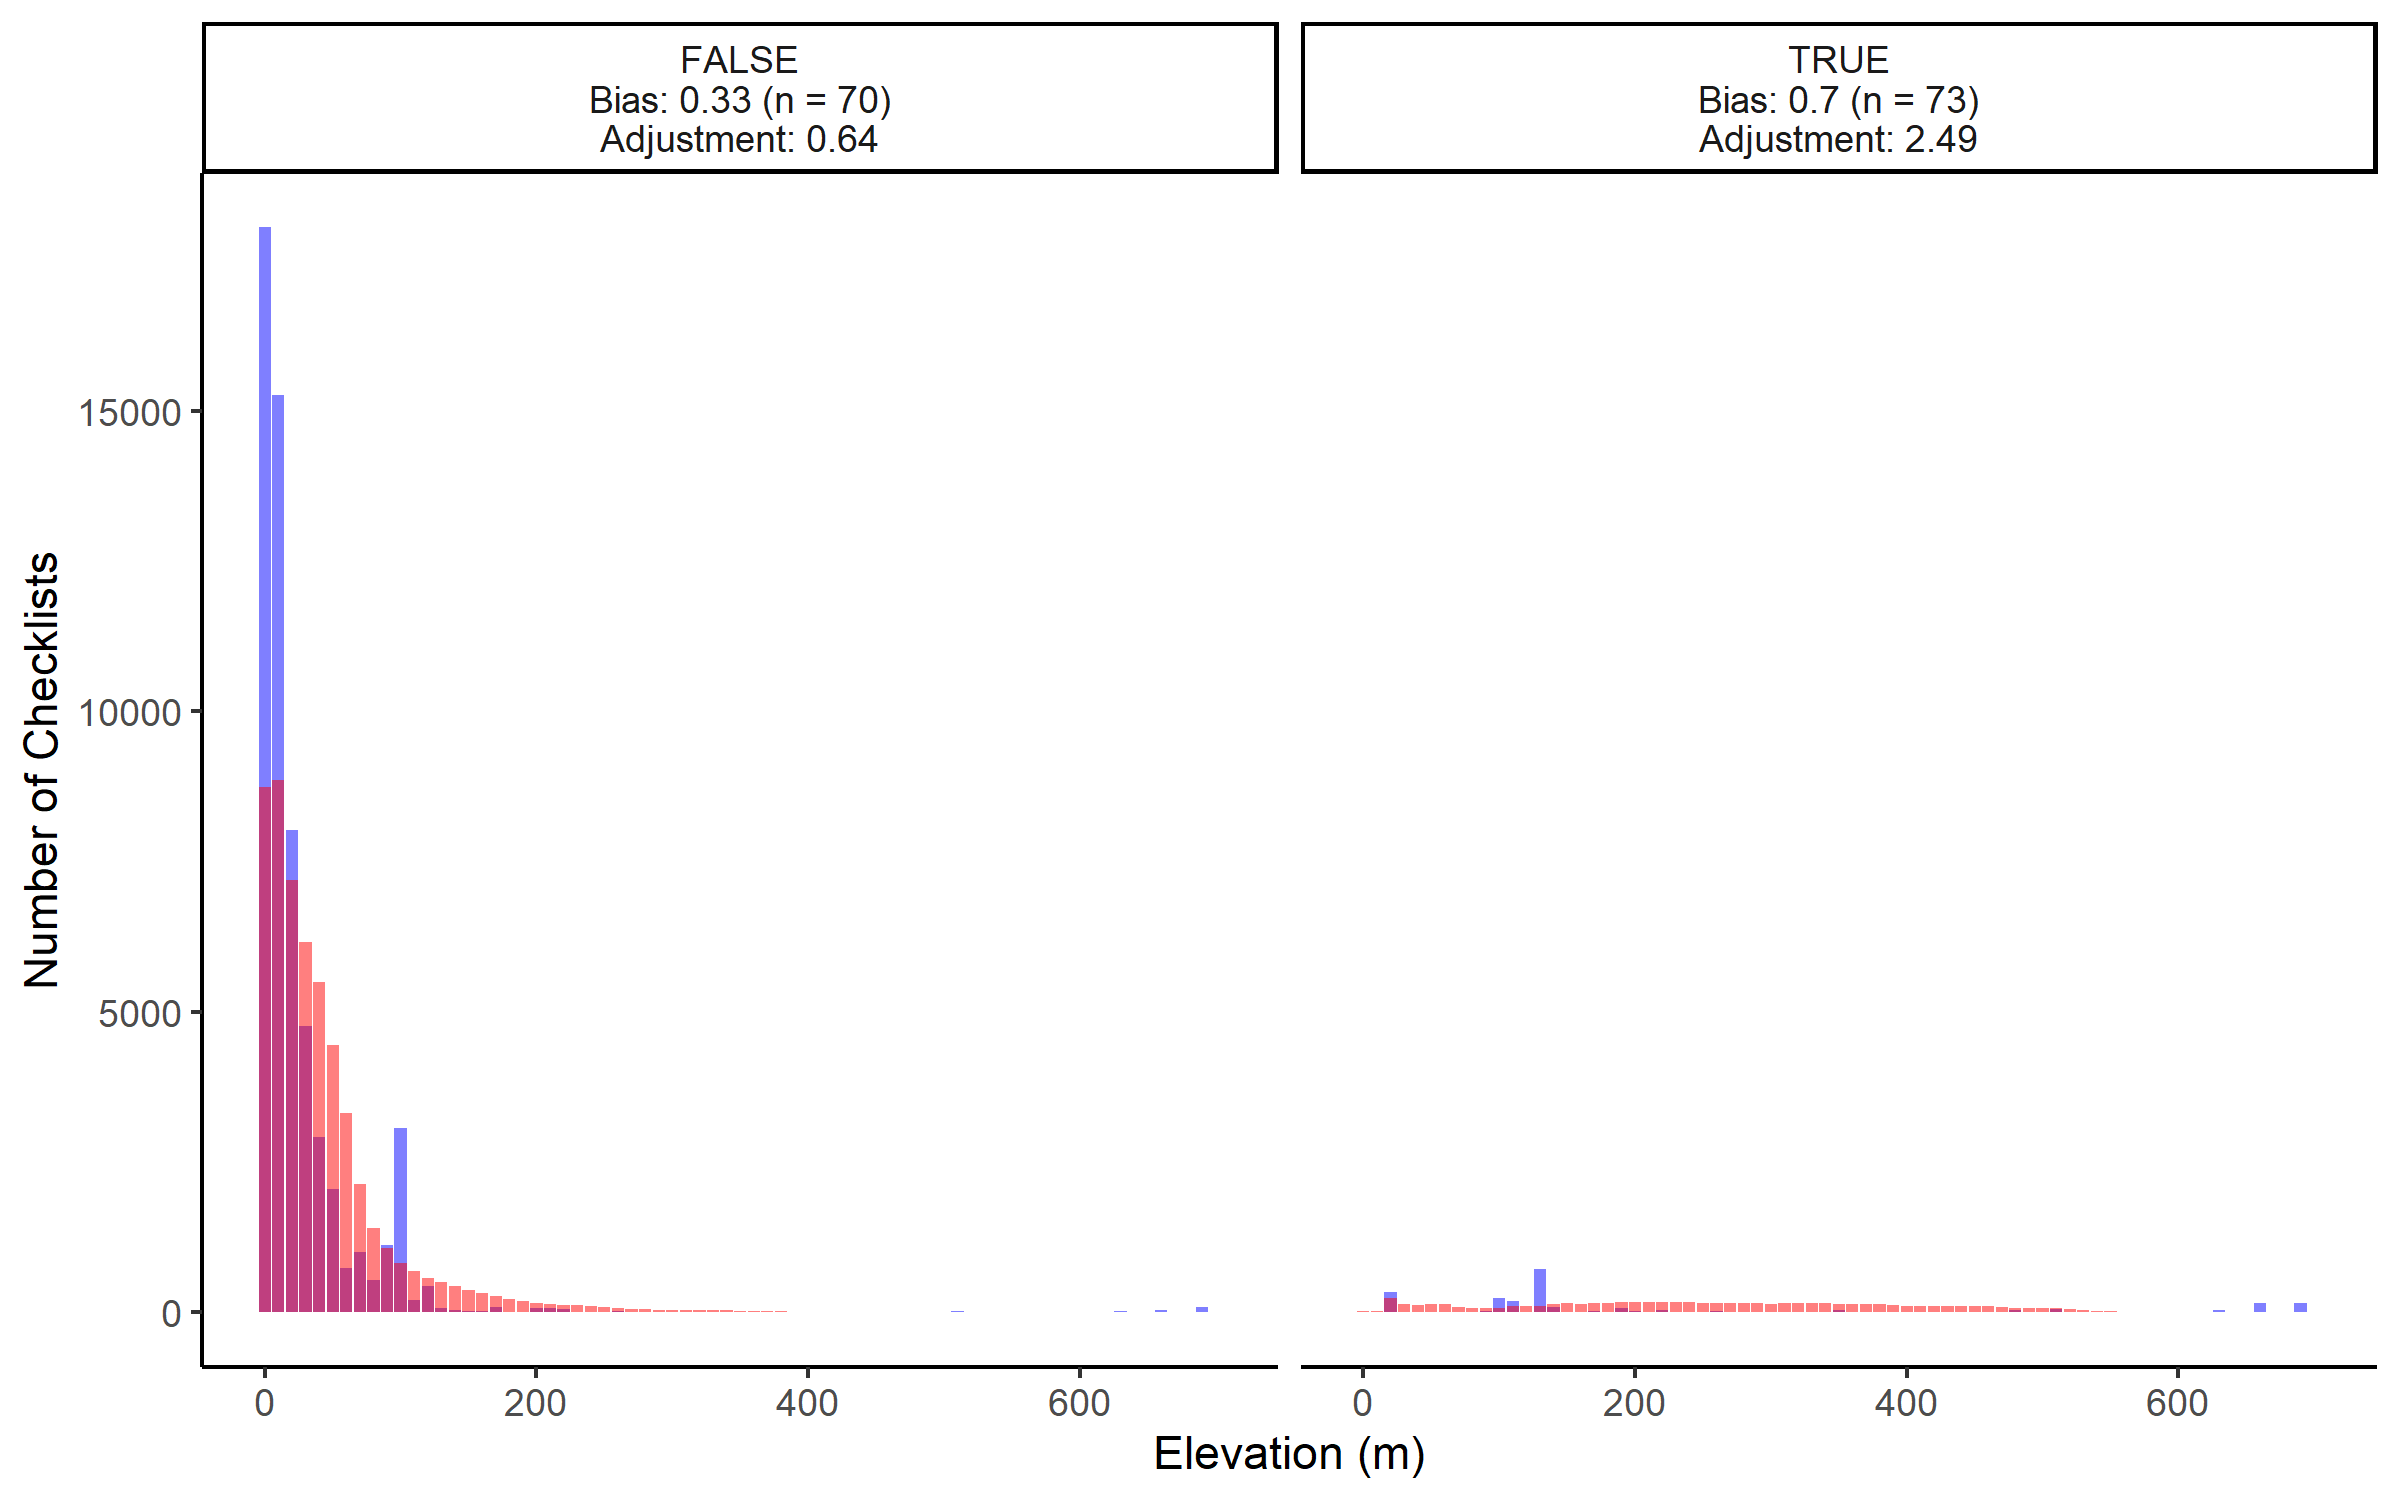 FALSE
Bias: 0.33 (n = 70)
Adjustment: 0.64
TRUE
Bias: 0.7 (n = 73)
Adjustment: 2.49
Number of Checklists
15000
10000
5000
0
0
200
400
600
0
200
400
600
Elevation (m)